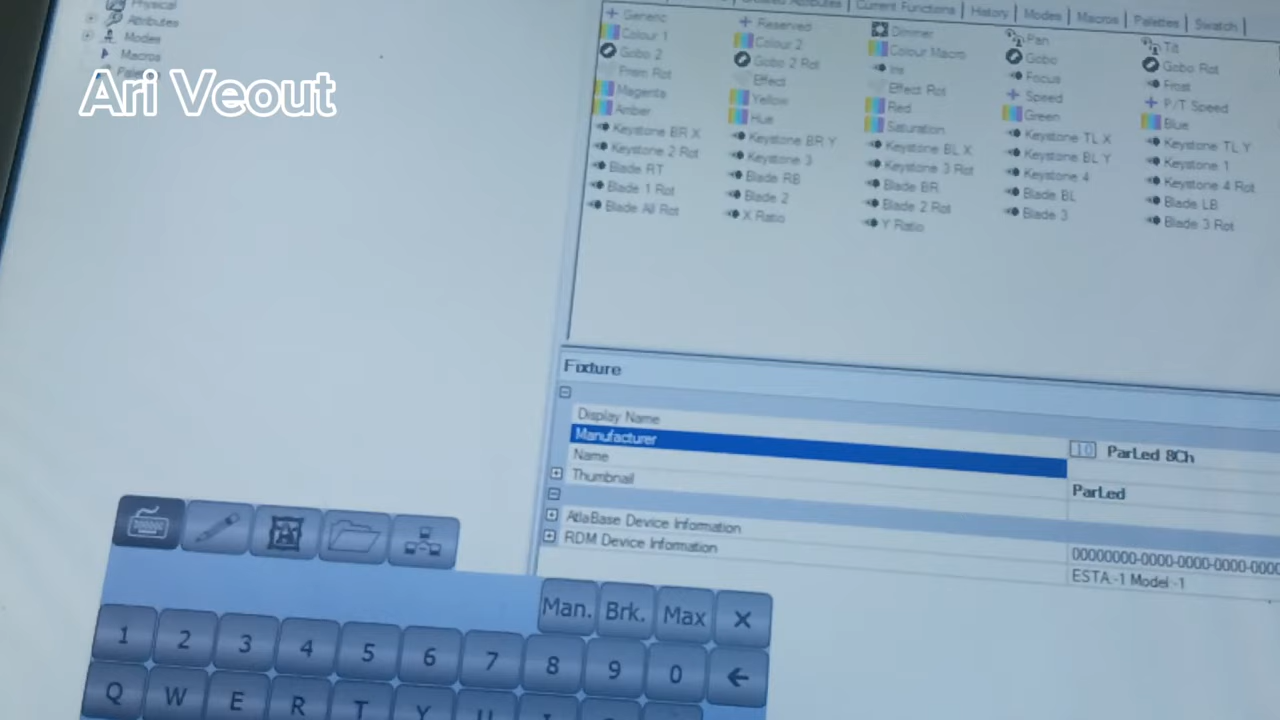 Physical
Attributes
Modes
Macros
Ari Veout
Current Functions | History | Modes | Macros | Palettes | Swatch
Generic Reserved Dimmer Pan Tilt
Colour 1 Colour 2 Colour Macro Gobo Gobo Rot
Gobo 2 Gobo 2 Rot Iris Focus Frost
Prism Rot Effect Effect Rot Speed P/T Speed
Magenta Yellow Red Green Blue
Amber Hue Saturation Keystone TL X Keystone TL Y
Keystone BR X Keystone BR Y Keystone BL X Keystone BL Y Keystone 1
Keystone 2 Rot Keystone 3 Keystone 3 Rot Keystone 4 Keystone 4 Rot
Blade RT Blade RB Blade BR Blade BL Blade LB
Blade 1 Rot Blade 2 Blade 2 Rot Blade 3 Blade 3 Rot
Blade All Rot X Ratio Y Ratio
Fixture
Display Name
Manufacturer 10 ParLed 8Ch
Name
Thumbnail ParLed
AtlaBase Device Information 00000000-0000-0000-0000-0000
RDM Device Information ESTA:-1 Model -1
Man. Brk. Max X
1 2 3 4 5 6 7 8 9 0 ←
Q W E R T Y U